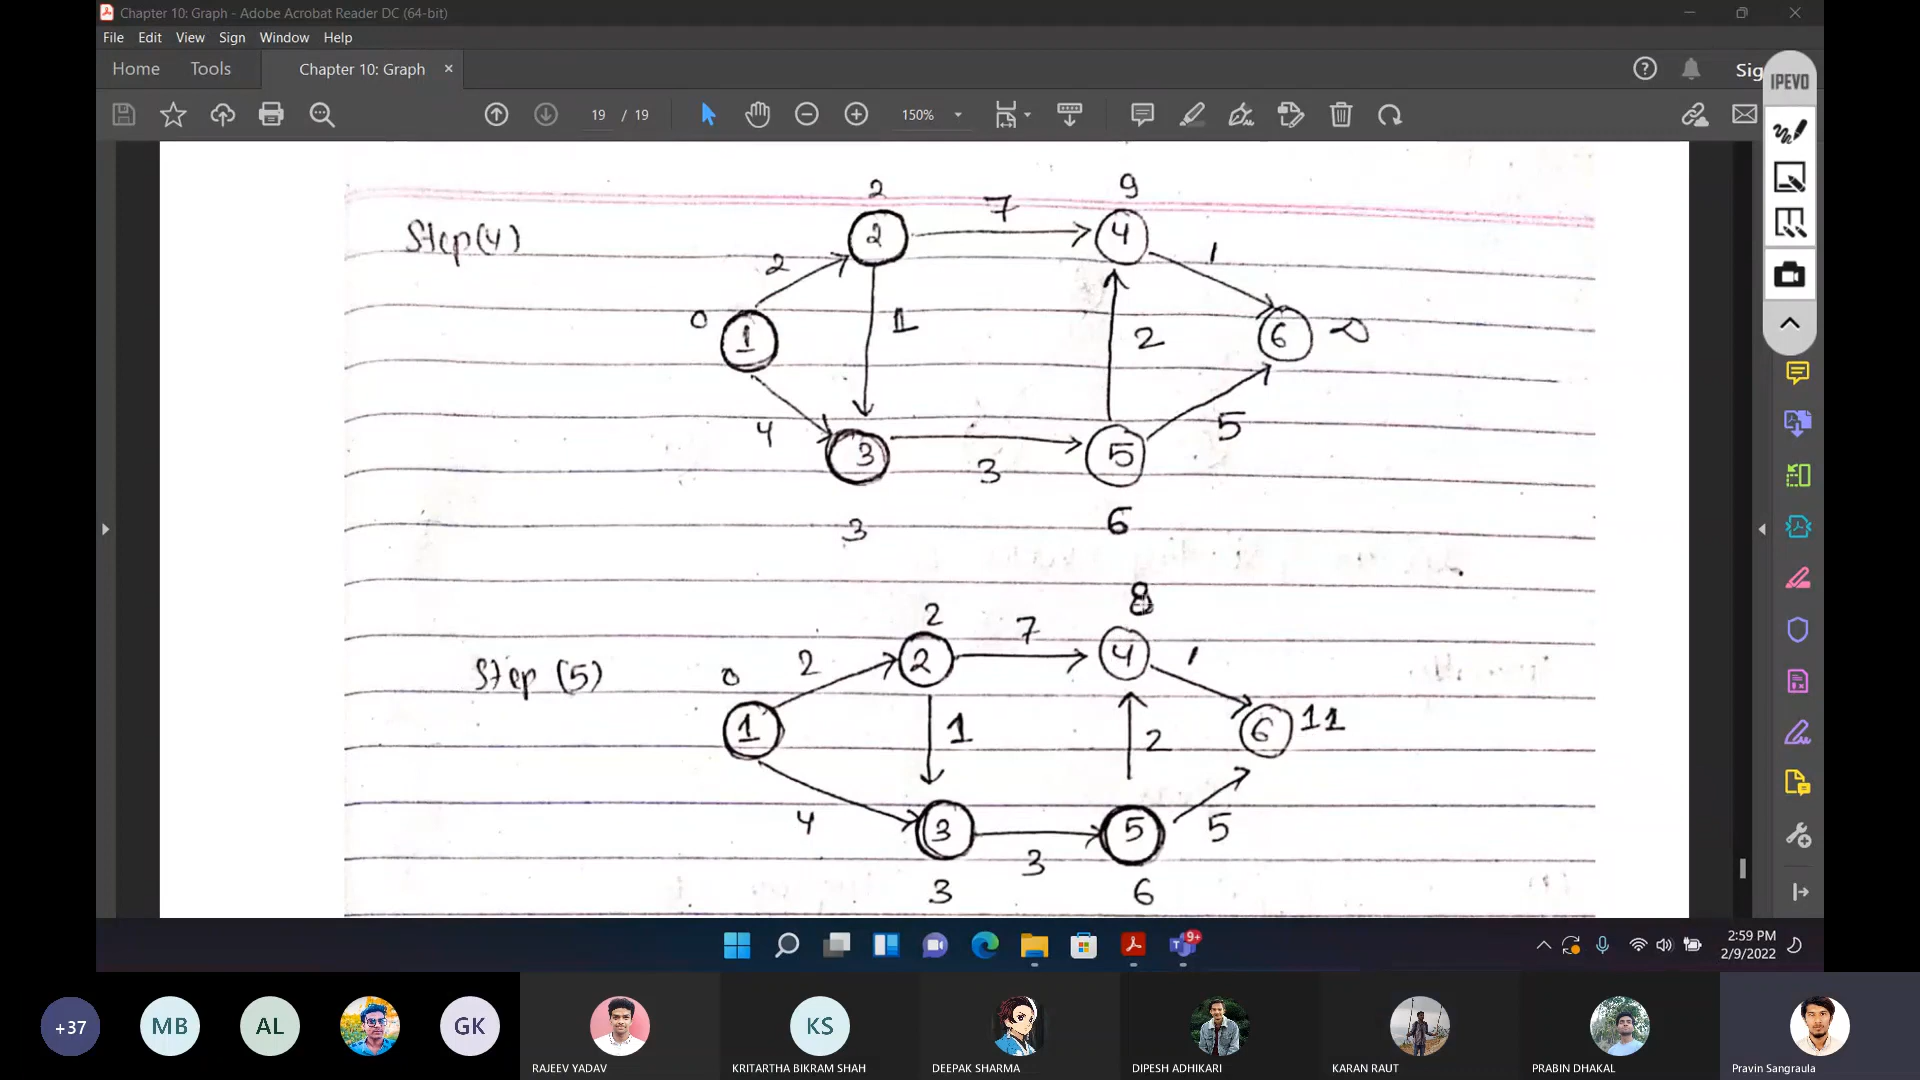 Chapter 10: Graph - Adobe Acrobat Reader DC (64-bit)
File Edit View Sign Window Help
Home Tools Chapter 10: Graph ×
Sig
IPEVO
19 / 19
150%
Step(4)
2
9
7
2
4
2
1
0
1
1
2
6
∞
4
5
3
3
5
3
6
8
2
7
Step (5)
0
2
2
4
1
1
1
2
6
11
4
3
3
5
5
3
6
9+
2:59 PM
2/9/2022
+37
MB
AL
GK
KS
RAJEEV YADAV
KRITARTHA BIKRAM SHAH
DEEPAK SHARMA
DIPESH ADHIKARI
KARAN RAUT
PRABIN DHAKAL
Pravin Sangraula